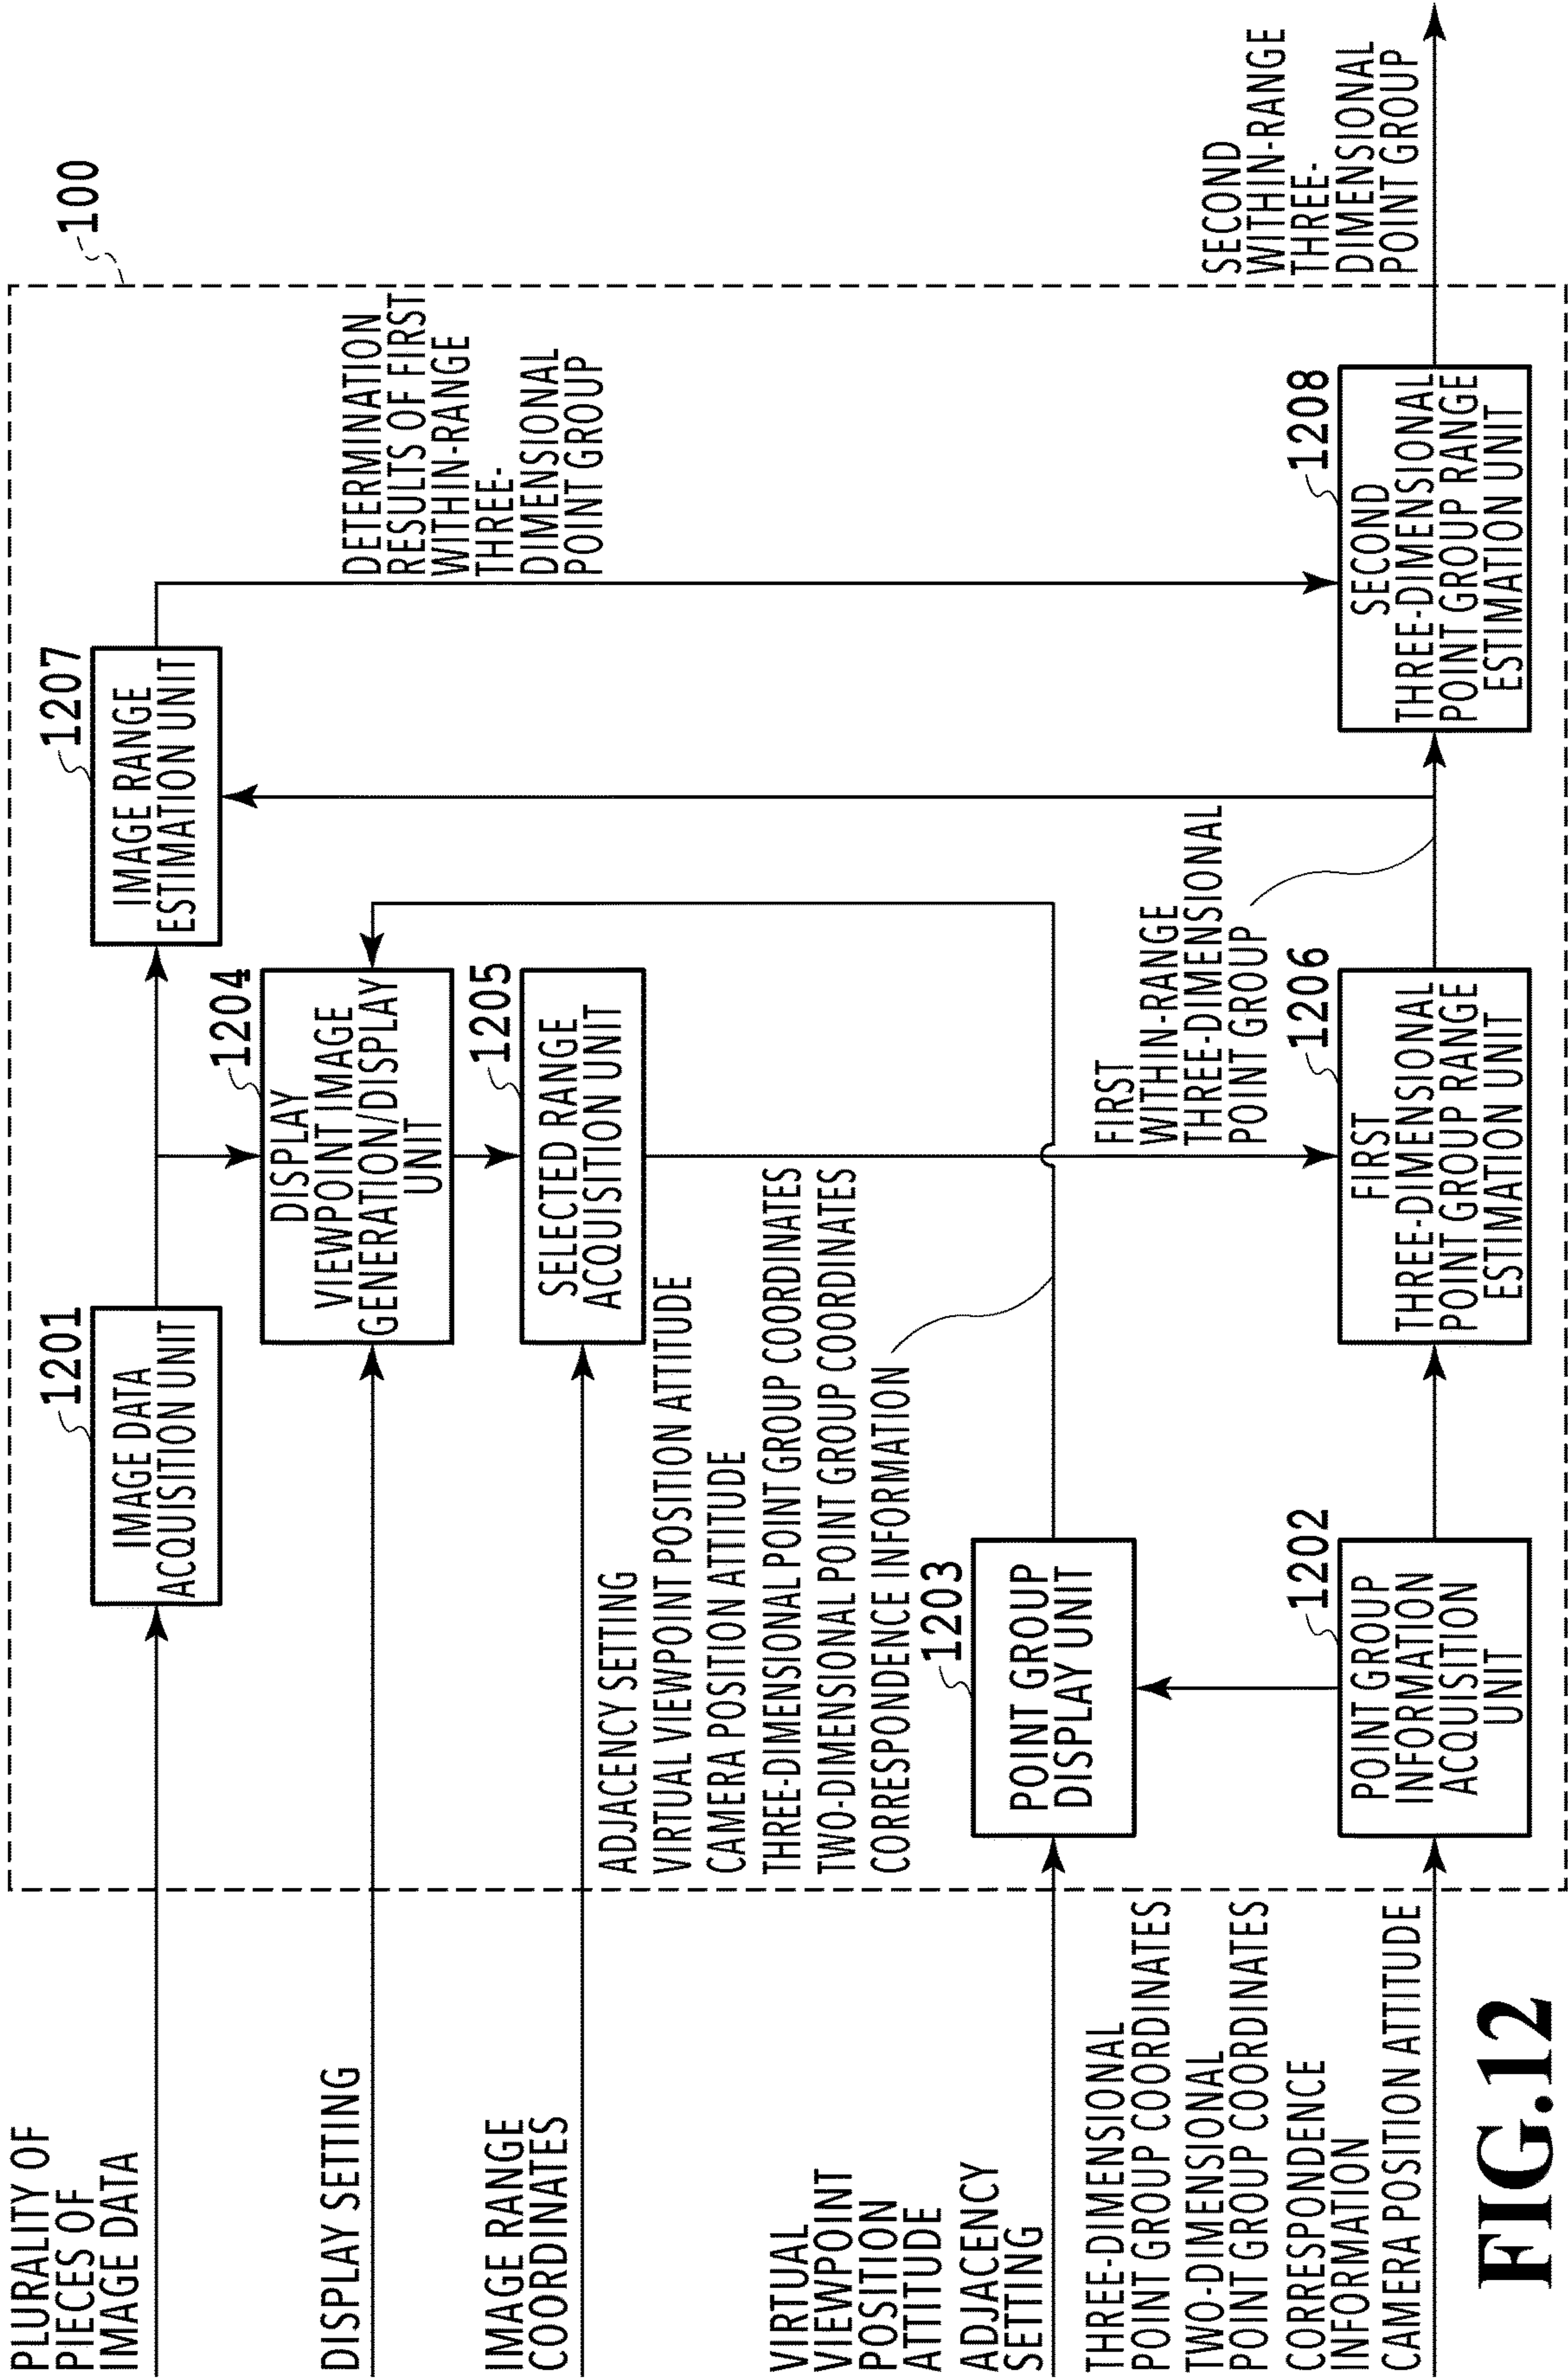 PLURALITY OF
PIECES OF
IMAGE DATA
DISPLAY SETTING
IMAGE RANGE
COORDINATES
VIRTUAL
VIEWPOINT
POSITION
ATTITUDE
ADJACENCY
SETTING
THREE-DIMENSIONAL
POINT GROUP COORDINATES
TWO-DIMENSIONAL
POINT GROUP COORDINATES
CORRESPONDENCE
INFORMATION
CAMERA POSITION ATTITUDE
100
1201
IMAGE DATA
ACQUISITION UNIT
1207
IMAGE RANGE
ESTIMATION UNIT
1204
DISPLAY
VIEWPOINT IMAGE
GENERATION/DISPLAY
UNIT
1205
SELECTED RANGE
ACQUISITION UNIT
DETERMINATION
RESULTS OF FIRST
WITHIN-RANGE
THREE-
DIMENSIONAL
POINT GROUP
ADJACENCY SETTING
VIRTUAL VIEWPOINT POSITION ATTITUDE
CAMERA POSITION ATTITUDE
THREE-DIMENSIONAL POINT GROUP COORDINATES
TWO-DIMENSIONAL POINT GROUP COORDINATES
CORRESPONDENCE INFORMATION
1203
POINT GROUP
DISPLAY UNIT
FIRST
WITHIN-RANGE
THREE-DIMENSIONAL
POINT GROUP
1202
POINT GROUP
INFORMATION
ACQUISITION
UNIT
1206
FIRST
THREE-DIMENSIONAL
POINT GROUP RANGE
ESTIMATION UNIT
1208
SECOND
THREE-DIMENSIONAL
POINT GROUP RANGE
ESTIMATION UNIT
SECOND
WITHIN-RANGE
THREE-
DIMENSIONAL
POINT GROUP
FIG.12